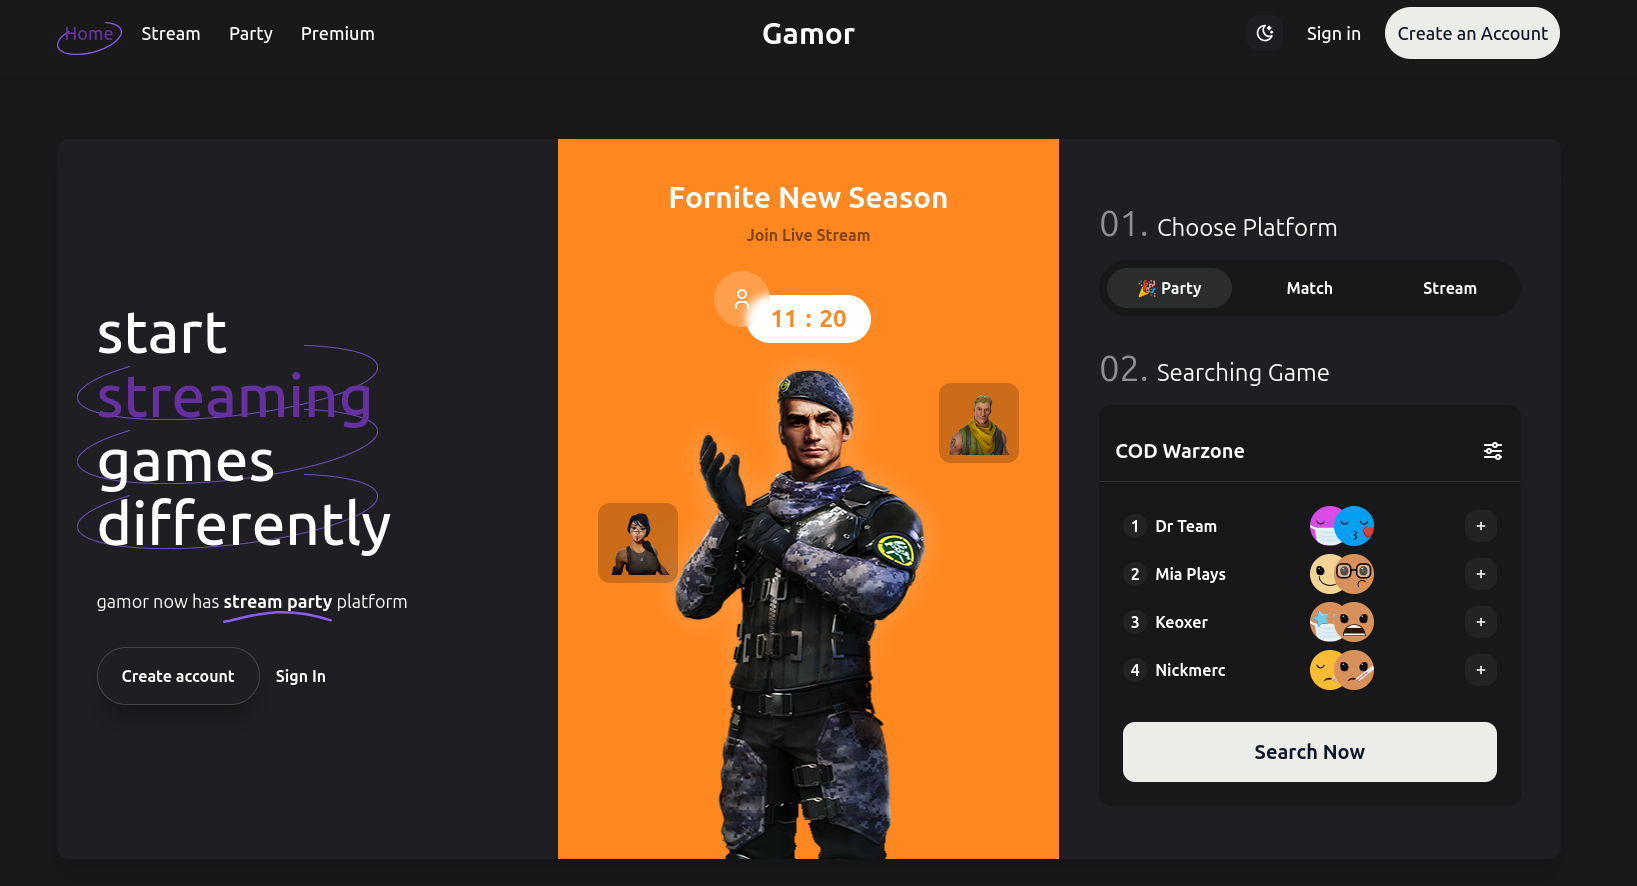 Home Stream Party Premium Gamor Sign in Create an Account
start
streaming
games
differently
gamor now has stream party platform
Create account Sign In
Fornite New Season
Join Live Stream
11 : 20
01. Choose Platform
🎉 Party Match Stream
02. Searching Game
COD Warzone
1 Dr Team +
2 Mia Plays +
3 Keoxer +
4 Nickmerc +
Search Now